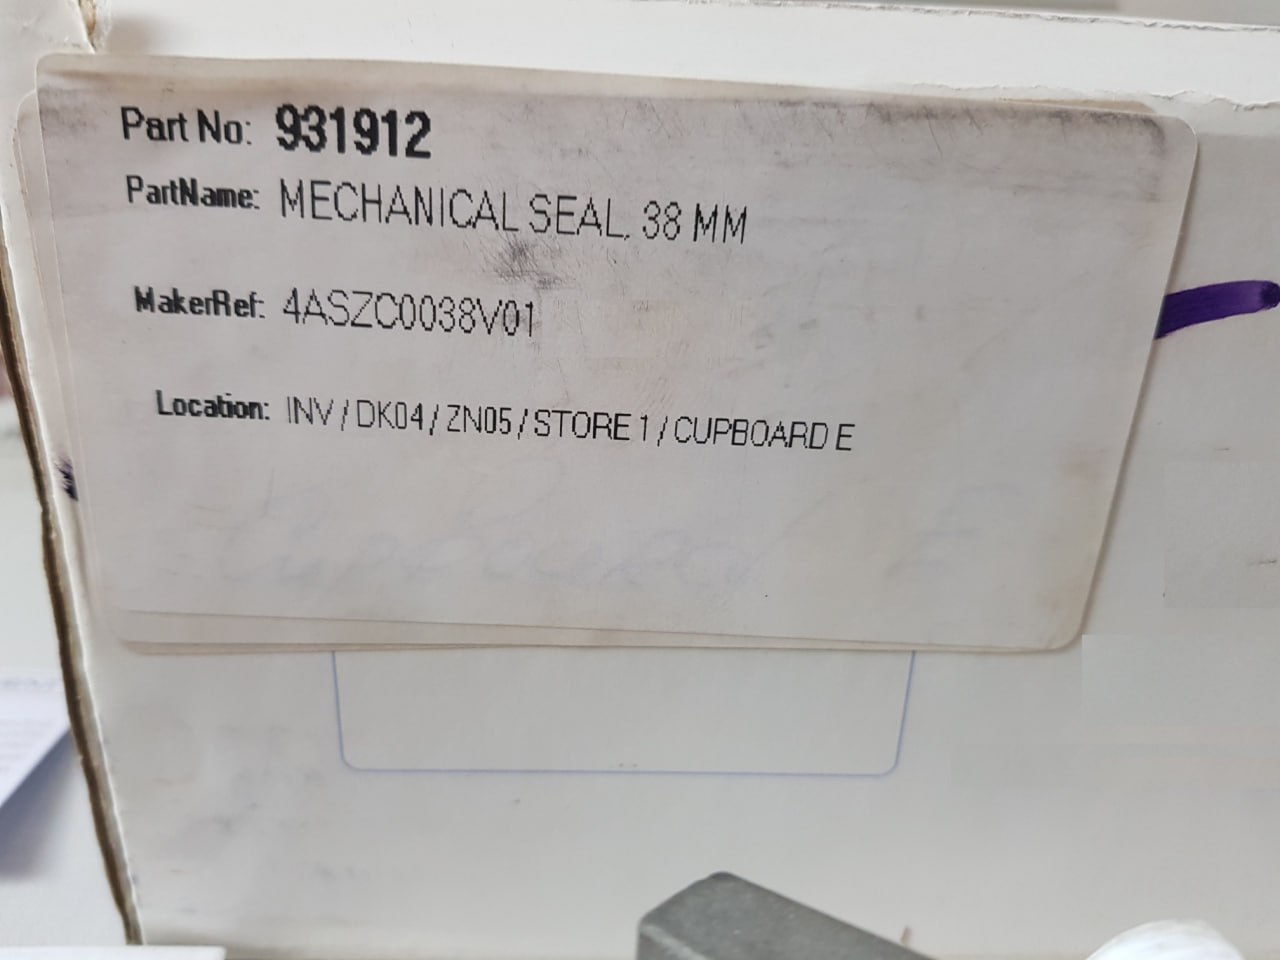 Part No: 931912
PartName: MECHANICAL SEAL, 38 MM
MakerRef: 4ASZC0038V01
Location: INV / DK04 / ZN05 / STORE 1 / CUPBOARD E